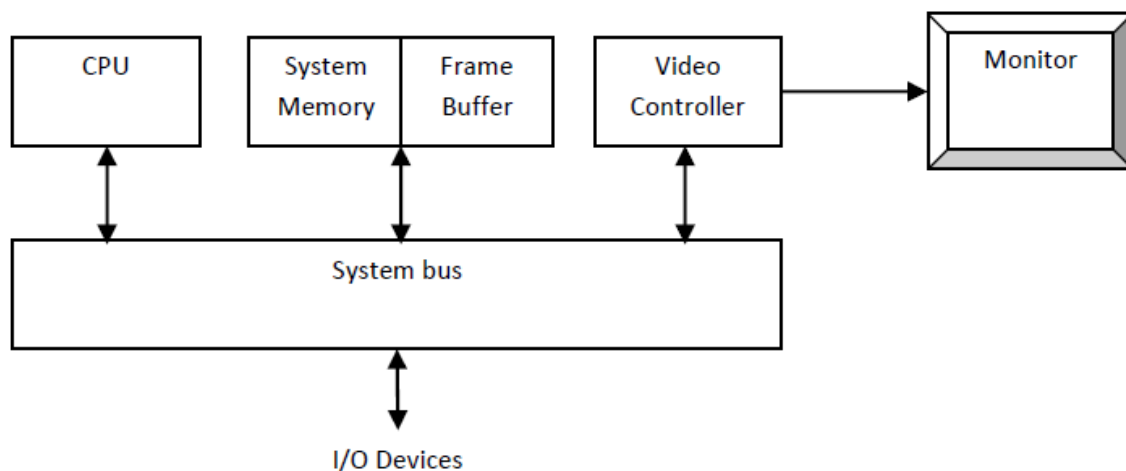 CPU
System
Memory
Frame
Buffer
Video
Controller
Monitor
System bus
I/O Devices